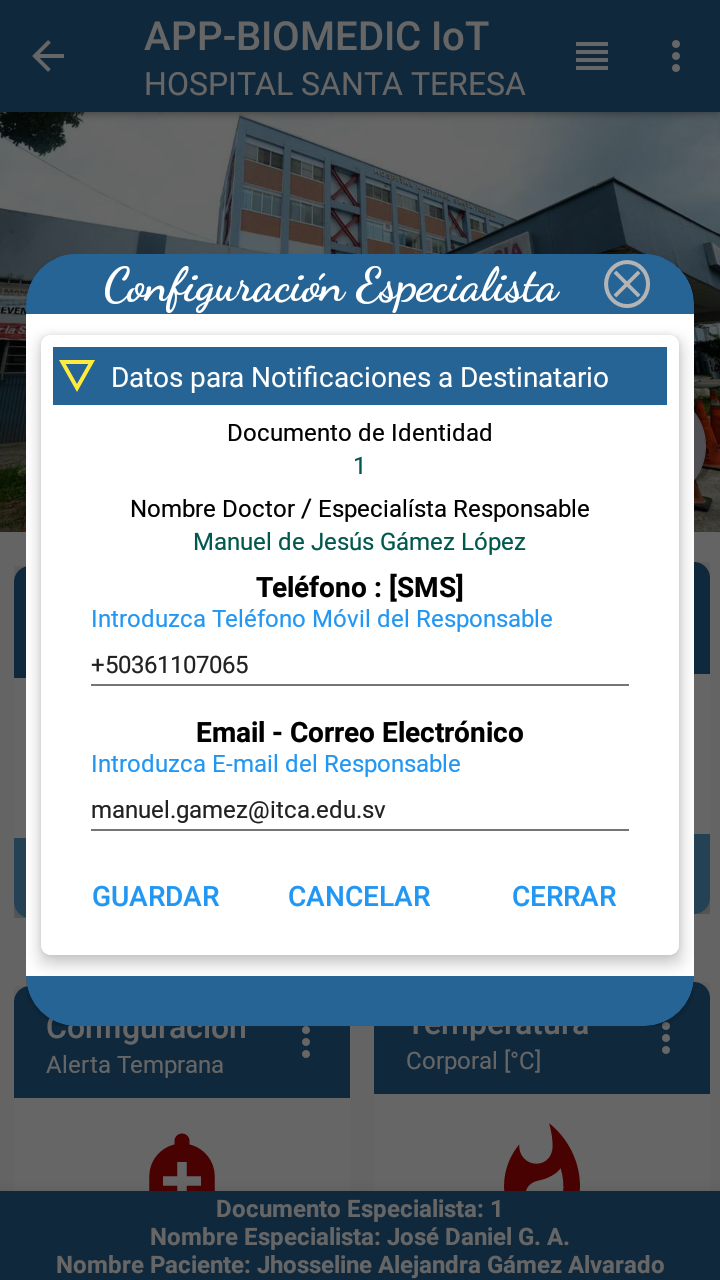 APP-BIOMEDIC IoT
HOSPITAL SANTA TERESA
Configuración Especialista
Datos para Notificaciones a Destinatario
Documento de Identidad
1
Nombre Doctor / Especialísta Responsable
Manuel de Jesús Gámez López
Teléfono : [SMS]
Introduzca Teléfono Móvil del Responsable
+50361107065
Email - Correo Electrónico
Introduzca E-mail del Responsable
manuel.gamez@itca.edu.sv
GUARDAR CANCELAR CERRAR
Configuración Temperatura
Alerta Temprana Corporal [°C]
Documento Especialista: 1
Nombre Especialista: José Daniel G. A.
Nombre Paciente: Jhosseline Alejandra Gámez Alvarado